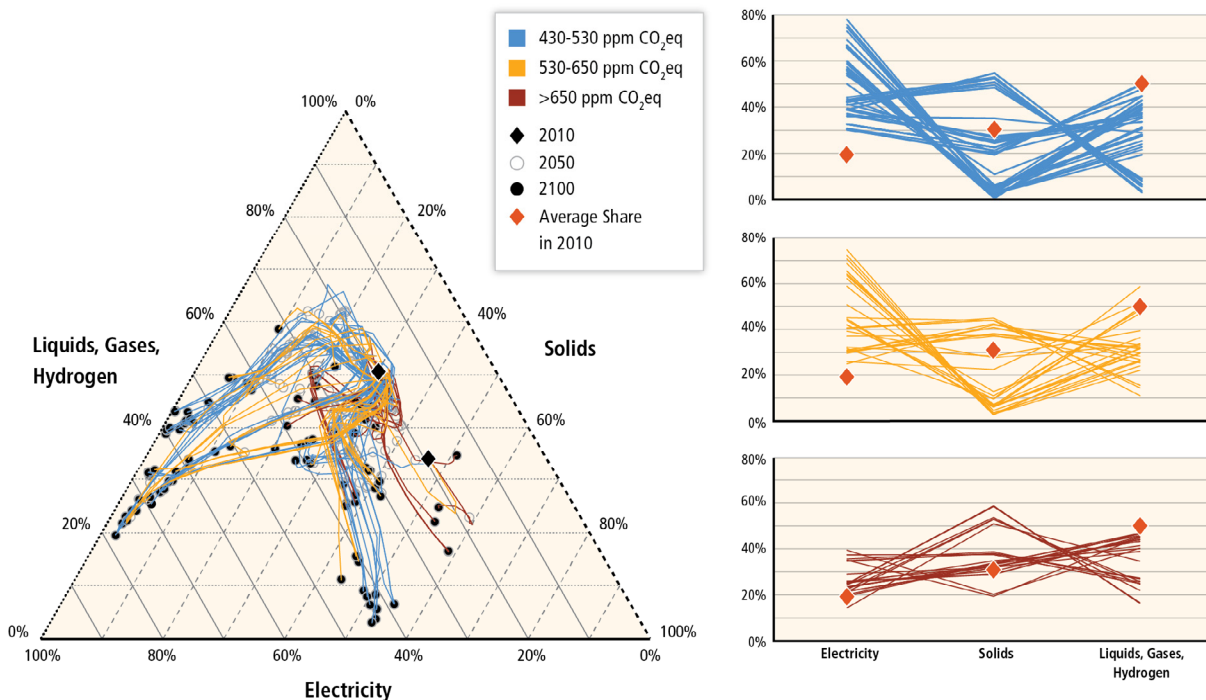 430-530 ppm CO2eq
530-650 ppm CO2eq
>650 ppm CO2eq
2010
2050
2100
Average Share
in 2010
100%
0%
80%
20%
60%
40%
Liquids, Gases,
Hydrogen
Solids
40%
60%
20%
80%
0%
100%
100%
80%
60%
40%
20%
0%
Electricity
80%
60%
40%
20%
0%
80%
60%
40%
20%
0%
80%
60%
40%
20%
0%
Electricity
Solids
Liquids, Gases,
Hydrogen